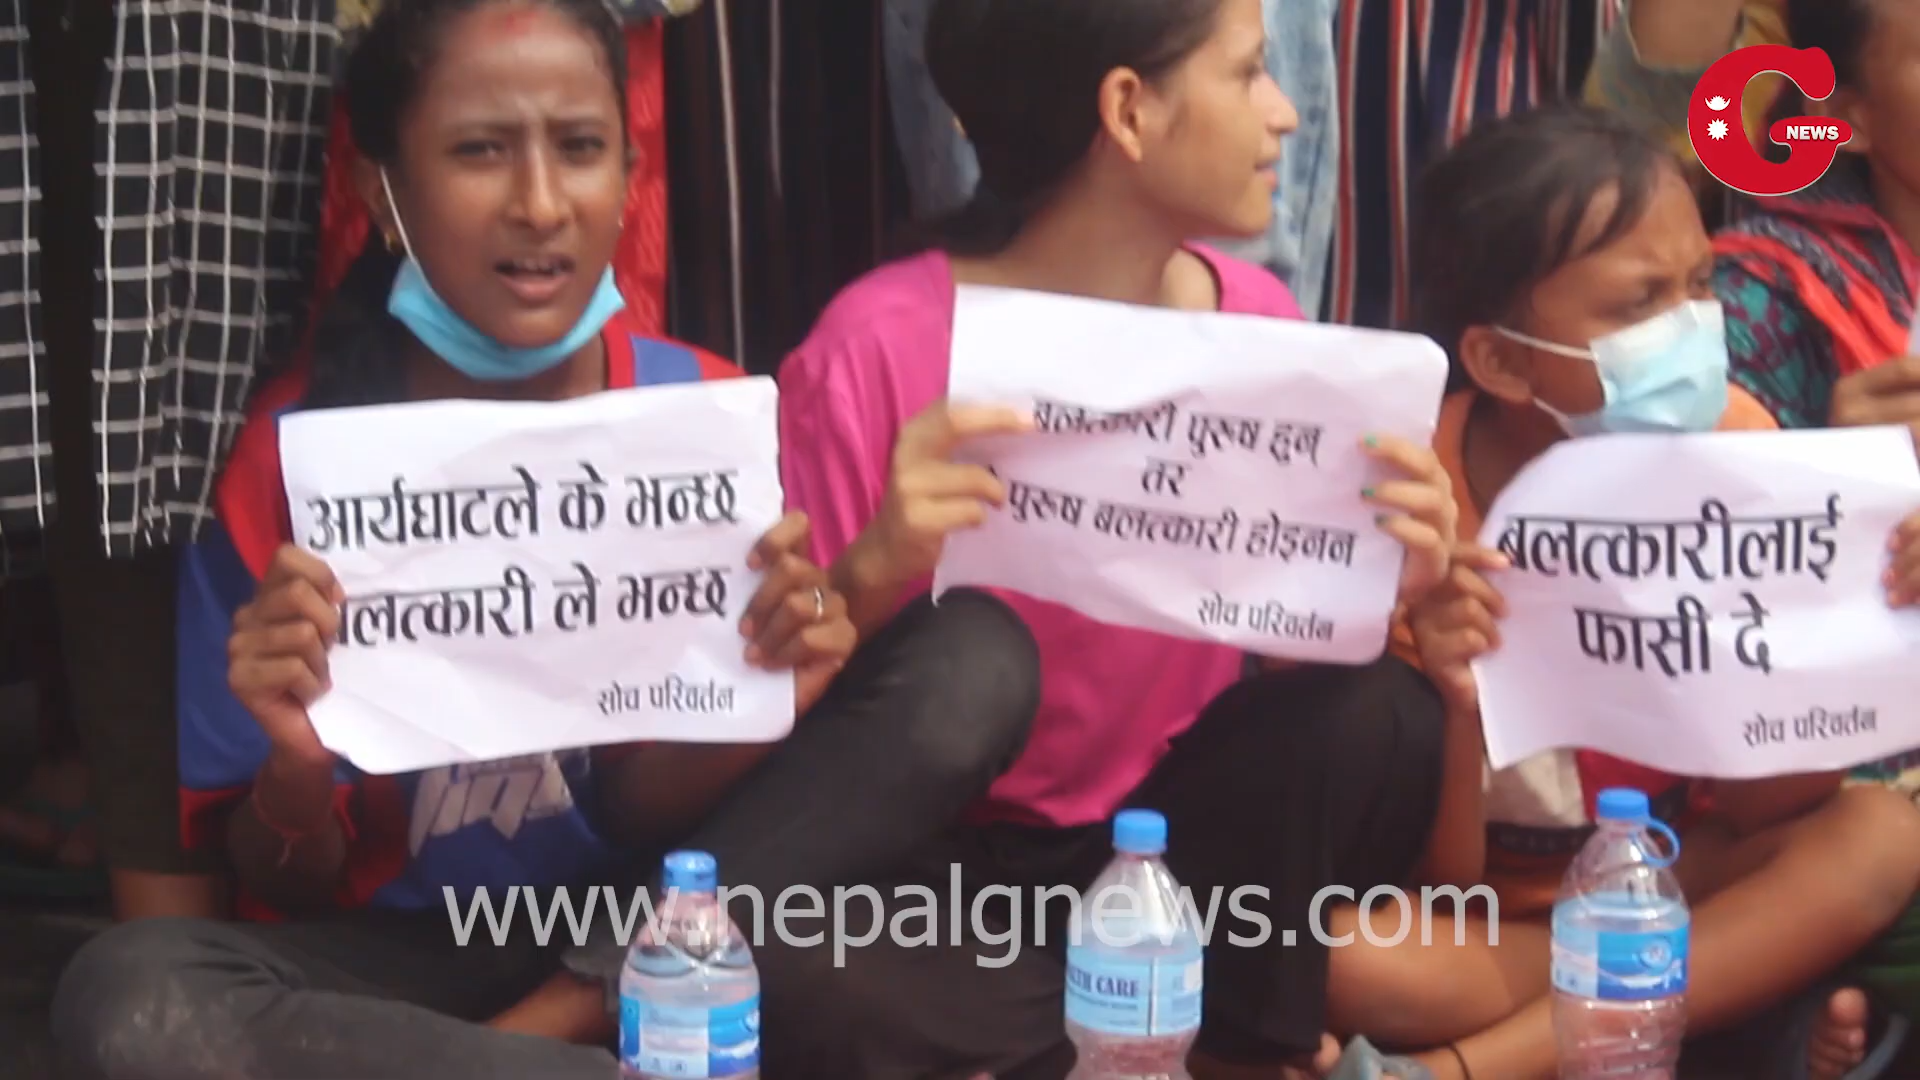 NEWS
आर्यघाटले के भन्छ
बलत्कारी ले भन्छ
सोच परिवर्तन
बलत्कारी पुरुष हुन्
तर
पुरुष बलत्कारी होइनन
सोच परिवर्तन
बलत्कारीलाई
फासी दे
सोच परिवर्तन
www.nepalgnews.com
CARE